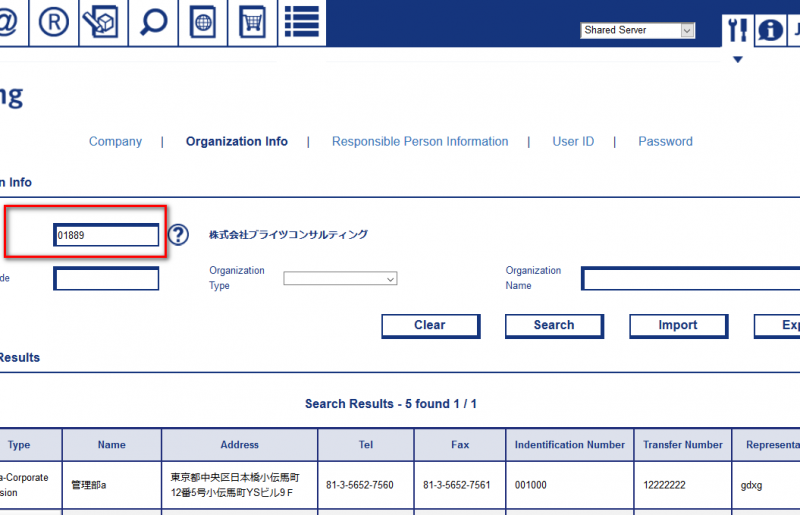 @
R
Shared Server
ng
Company | Organization Info | Responsible Person Information | User ID | Password
n Info
01889 ? 株式会社ブライツコンサルティング
de
Organization
Type
Organization
Name
Clear Search Import Exp
Results
Search Results - 5 found 1 / 1
Type Name Address Tel Fax Indentification Number Transfer Number Representa
a-Corporate
sion
管理部a
東京都中央区日本橋小伝馬町
12番5号小伝馬町YSビル9F
81-3-5652-7560 81-3-5652-7561 001000 12222222 gdxg